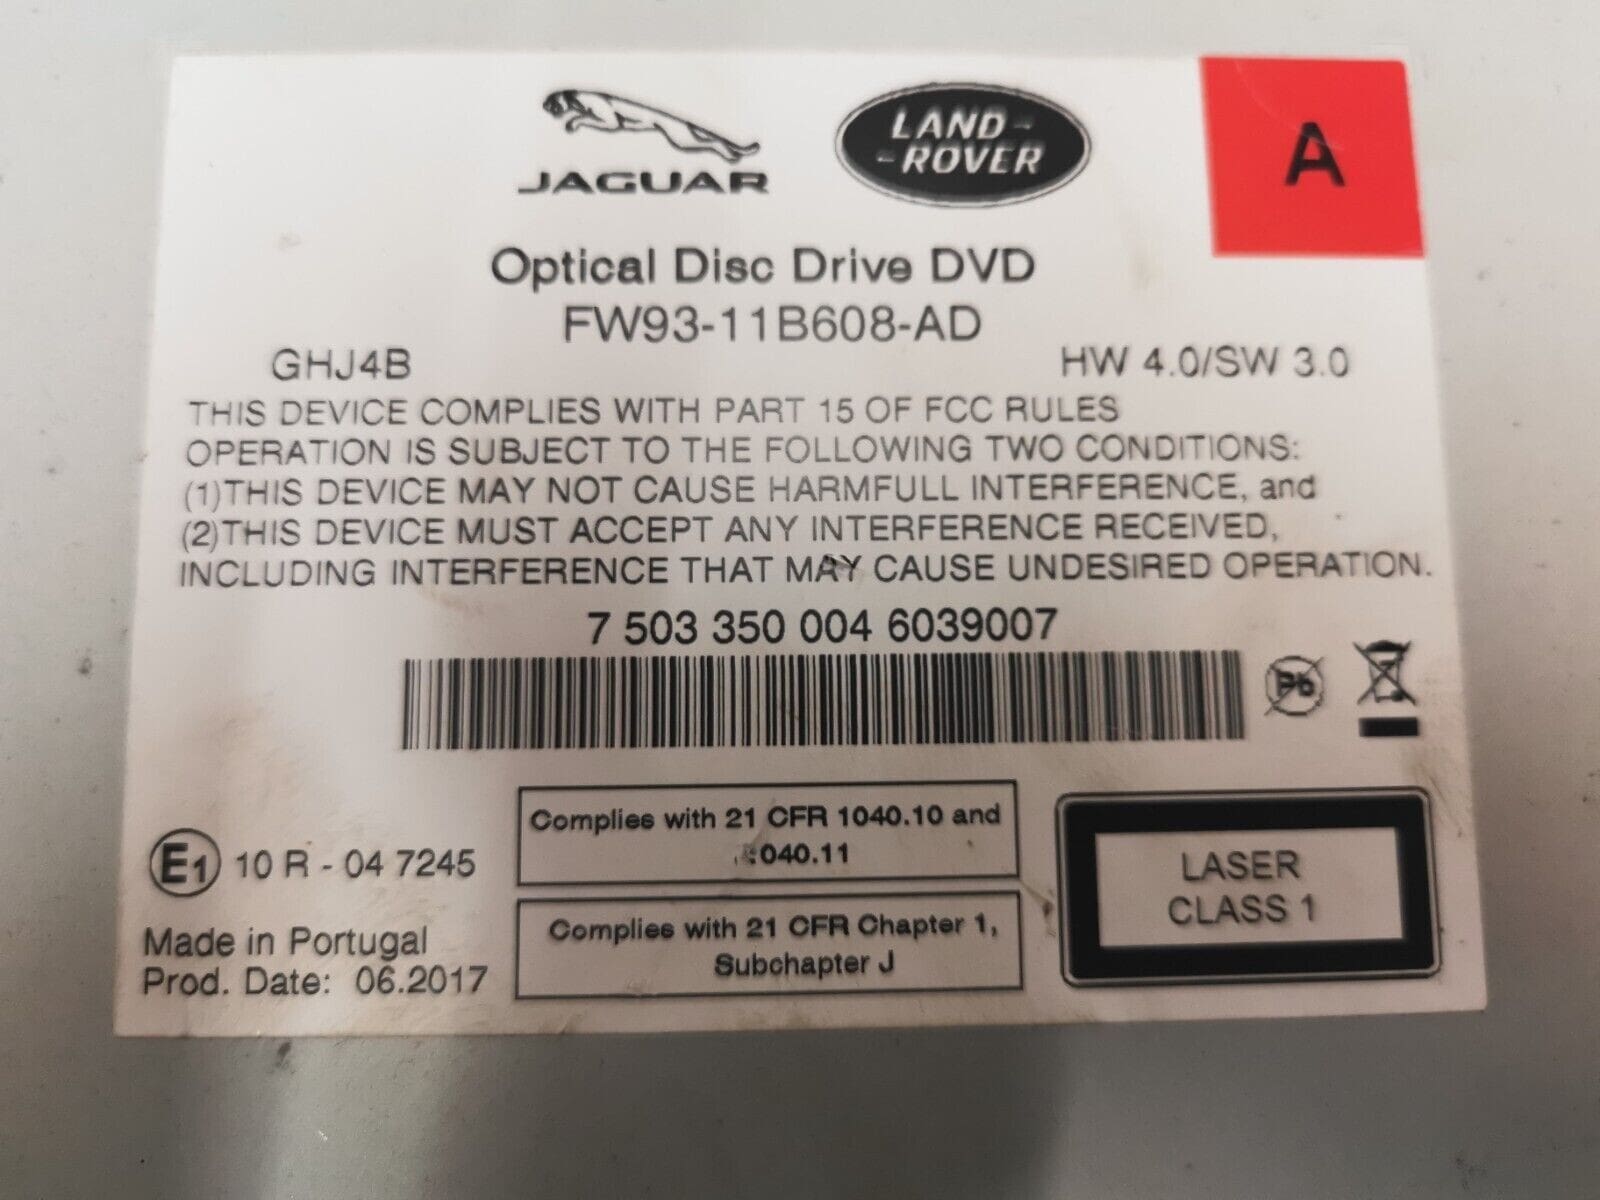 JAGUAR
LAND-
-ROVER
A
Optical Disc Drive DVD
FW93-11B608-AD
GHJ4B
HW 4.0/SW 3.0
THIS DEVICE COMPLIES WITH PART 15 OF FCC RULES
OPERATION IS SUBJECT TO THE FOLLOWING TWO CONDITIONS:
(1)THIS DEVICE MAY NOT CAUSE HARMFULL INTERFERENCE, and
(2)THIS DEVICE MUST ACCEPT ANY INTERFERENCE RECEIVED,
INCLUDING INTERFERENCE THAT MAY CAUSE UNDESIRED OPERATION.
7 503 350 004 6039007
Pb
Complies with 21 CFR 1040.10 and
1040.11
E1 10 R - 04 7245
LASER
CLASS 1
Complies with 21 CFR Chapter 1,
Subchapter J
Made in Portugal
Prod. Date: 06.2017